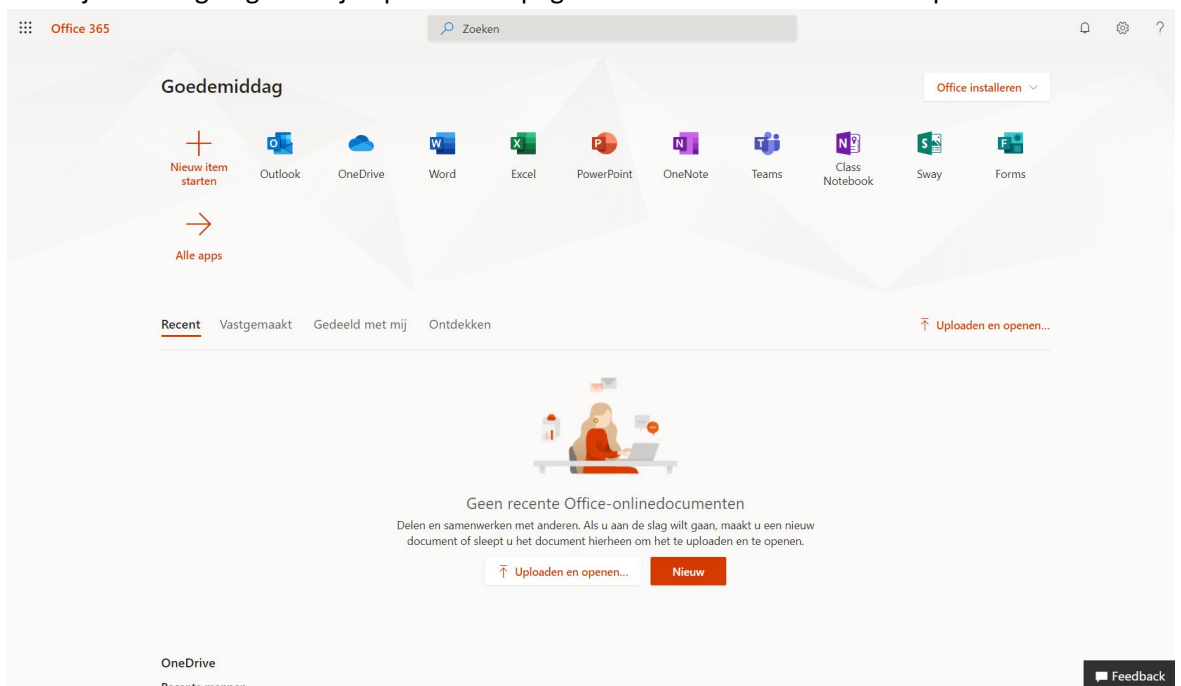 Office 365
Zoeken
?
Goedemiddag
Office installeren
Nieuw item
starten
Outlook
OneDrive
Word
Excel
PowerPoint
OneNote
Teams
Class
Notebook
Sway
Forms
Alle apps
Recent Vastgemaakt Gedeeld met mij Ontdekken
Uploaden en openen...
Geen recente Office-onlinedocumenten
Delen en samenwerken met anderen. Als u aan de slag wilt gaan, maakt u een nieuw
document of sleept u het document hierheen om het te uploaden en te openen.
Uploaden en openen...
Nieuw
OneDrive
Feedback